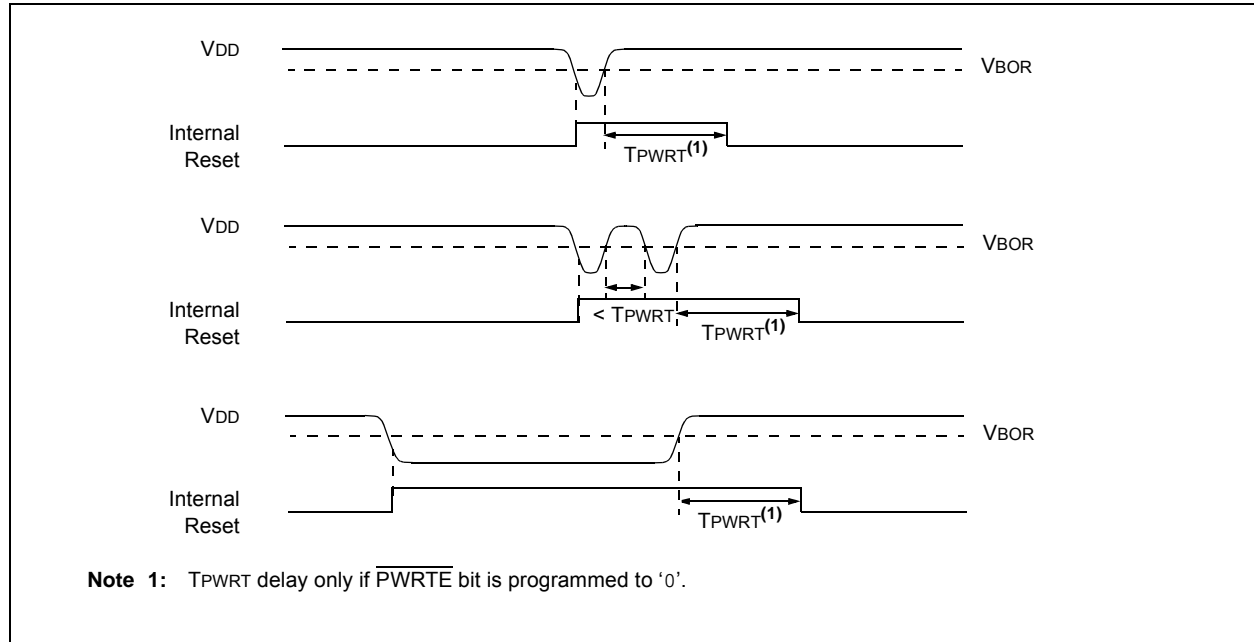 VDD
VBOR
Internal
Reset
TPWRT(1)
VDD
VBOR
Internal
Reset
< TPWRT
TPWRT(1)
VDD
VBOR
Internal
Reset
TPWRT(1)
Note 1: TPWRT delay only if PWRTE bit is programmed to ‘0’.